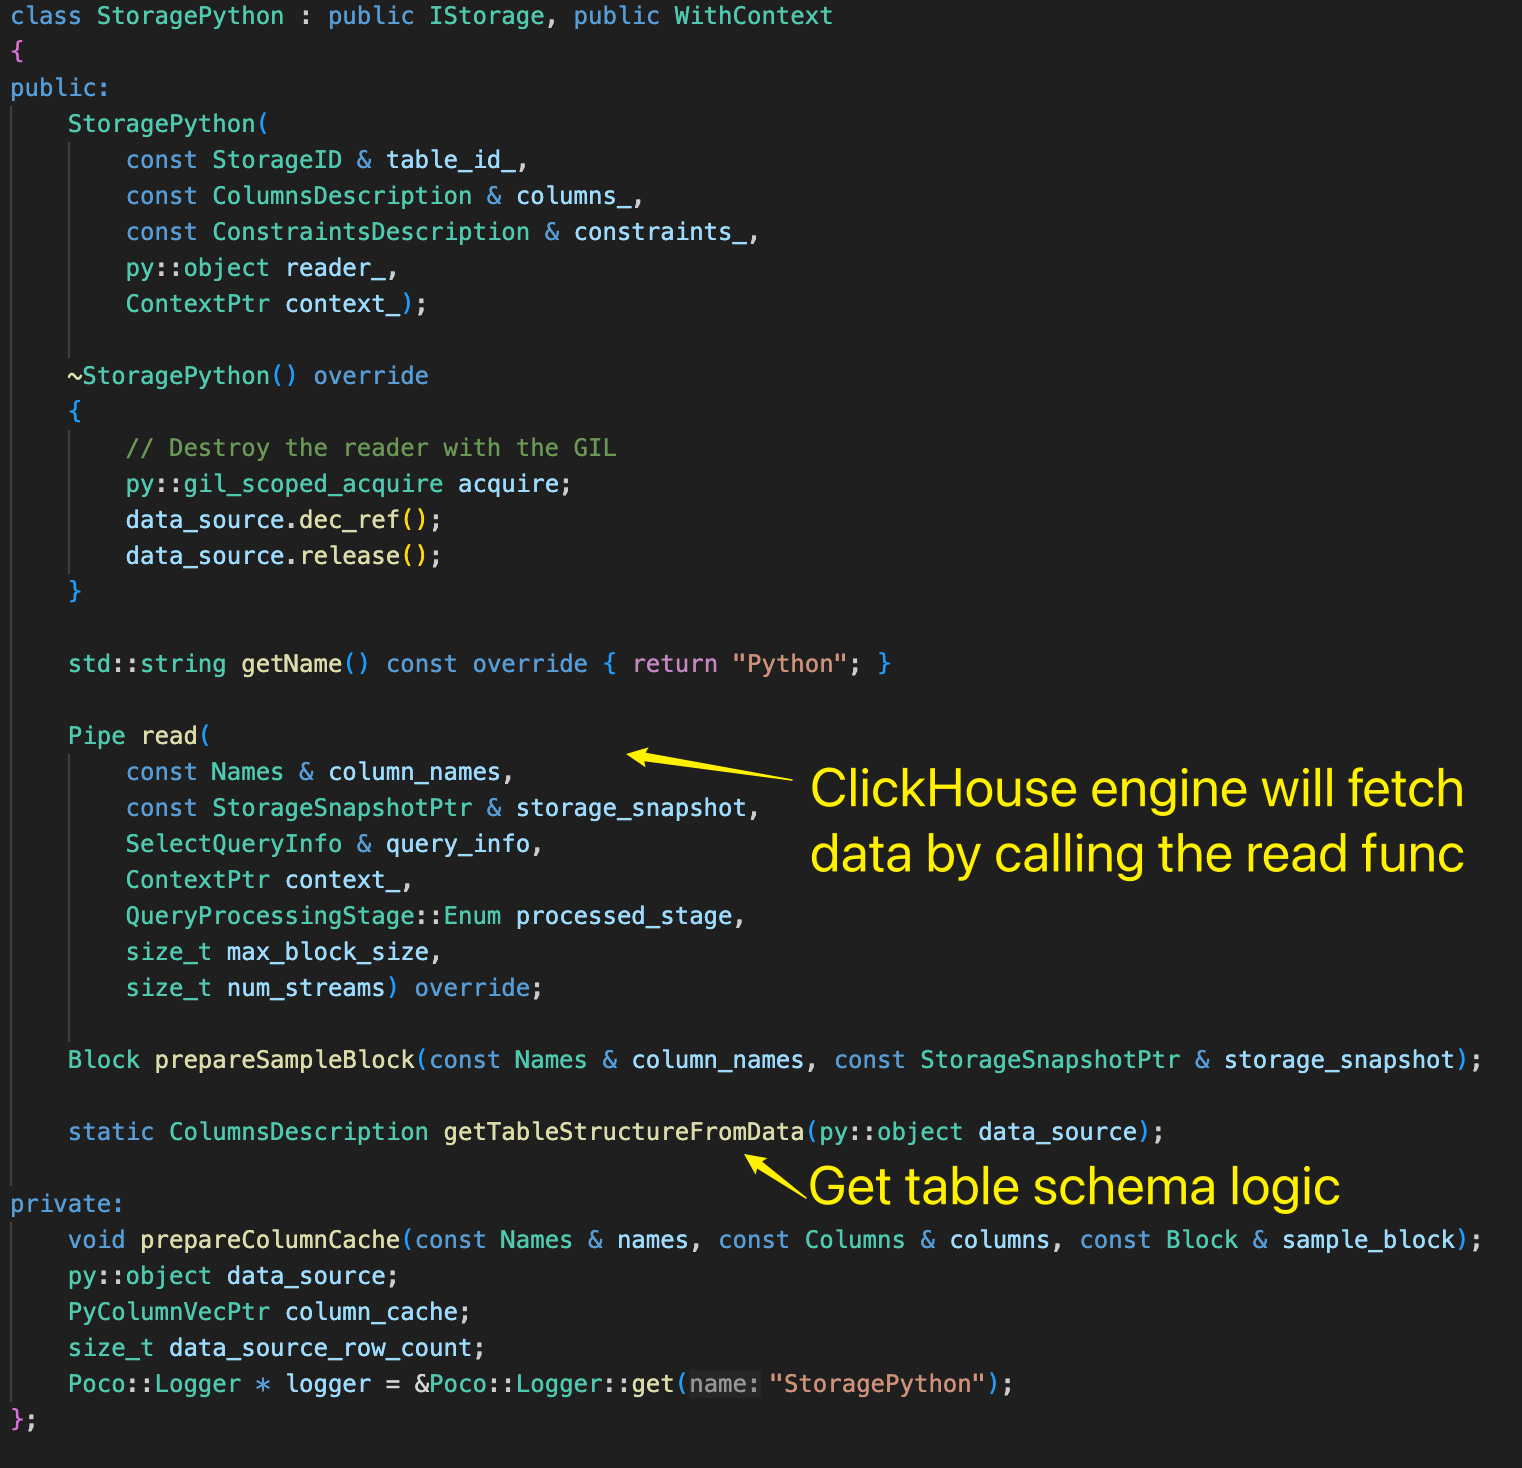 class StoragePython : public IStorage, public WithContext
{
public:
    StoragePython(
        const StorageID & table_id_,
        const ColumnsDescription & columns_,
        const ConstraintsDescription & constraints_,
        py::object reader_,
        ContextPtr context_);

    ~StoragePython() override
    {
        // Destroy the reader with the GIL
        py::gil_scoped_acquire acquire;
        data_source.dec_ref();
        data_source.release();
    }

    std::string getName() const override { return "Python"; }

    Pipe read(
        const Names & column_names,
        const StorageSnapshotPtr & storage_snapshot,
        SelectQueryInfo & query_info,
        ContextPtr context_,
        QueryProcessingStage::Enum processed_stage,
        size_t max_block_size,
        size_t num_streams) override;
ClickHouse engine will fetch
data by calling the read func

    Block prepareSampleBlock(const Names & column_names, const StorageSnapshotPtr & storage_snapshot);

    static ColumnsDescription getTableStructureFromData(py::object data_source);
Get table schema logic
private:
    void prepareColumnCache(const Names & names, const Columns & columns, const Block & sample_block);
    py::object data_source;
    PyColumnVecPtr column_cache;
    size_t data_source_row_count;
    Poco::Logger * logger = &Poco::Logger::get(name: "StoragePython");
};